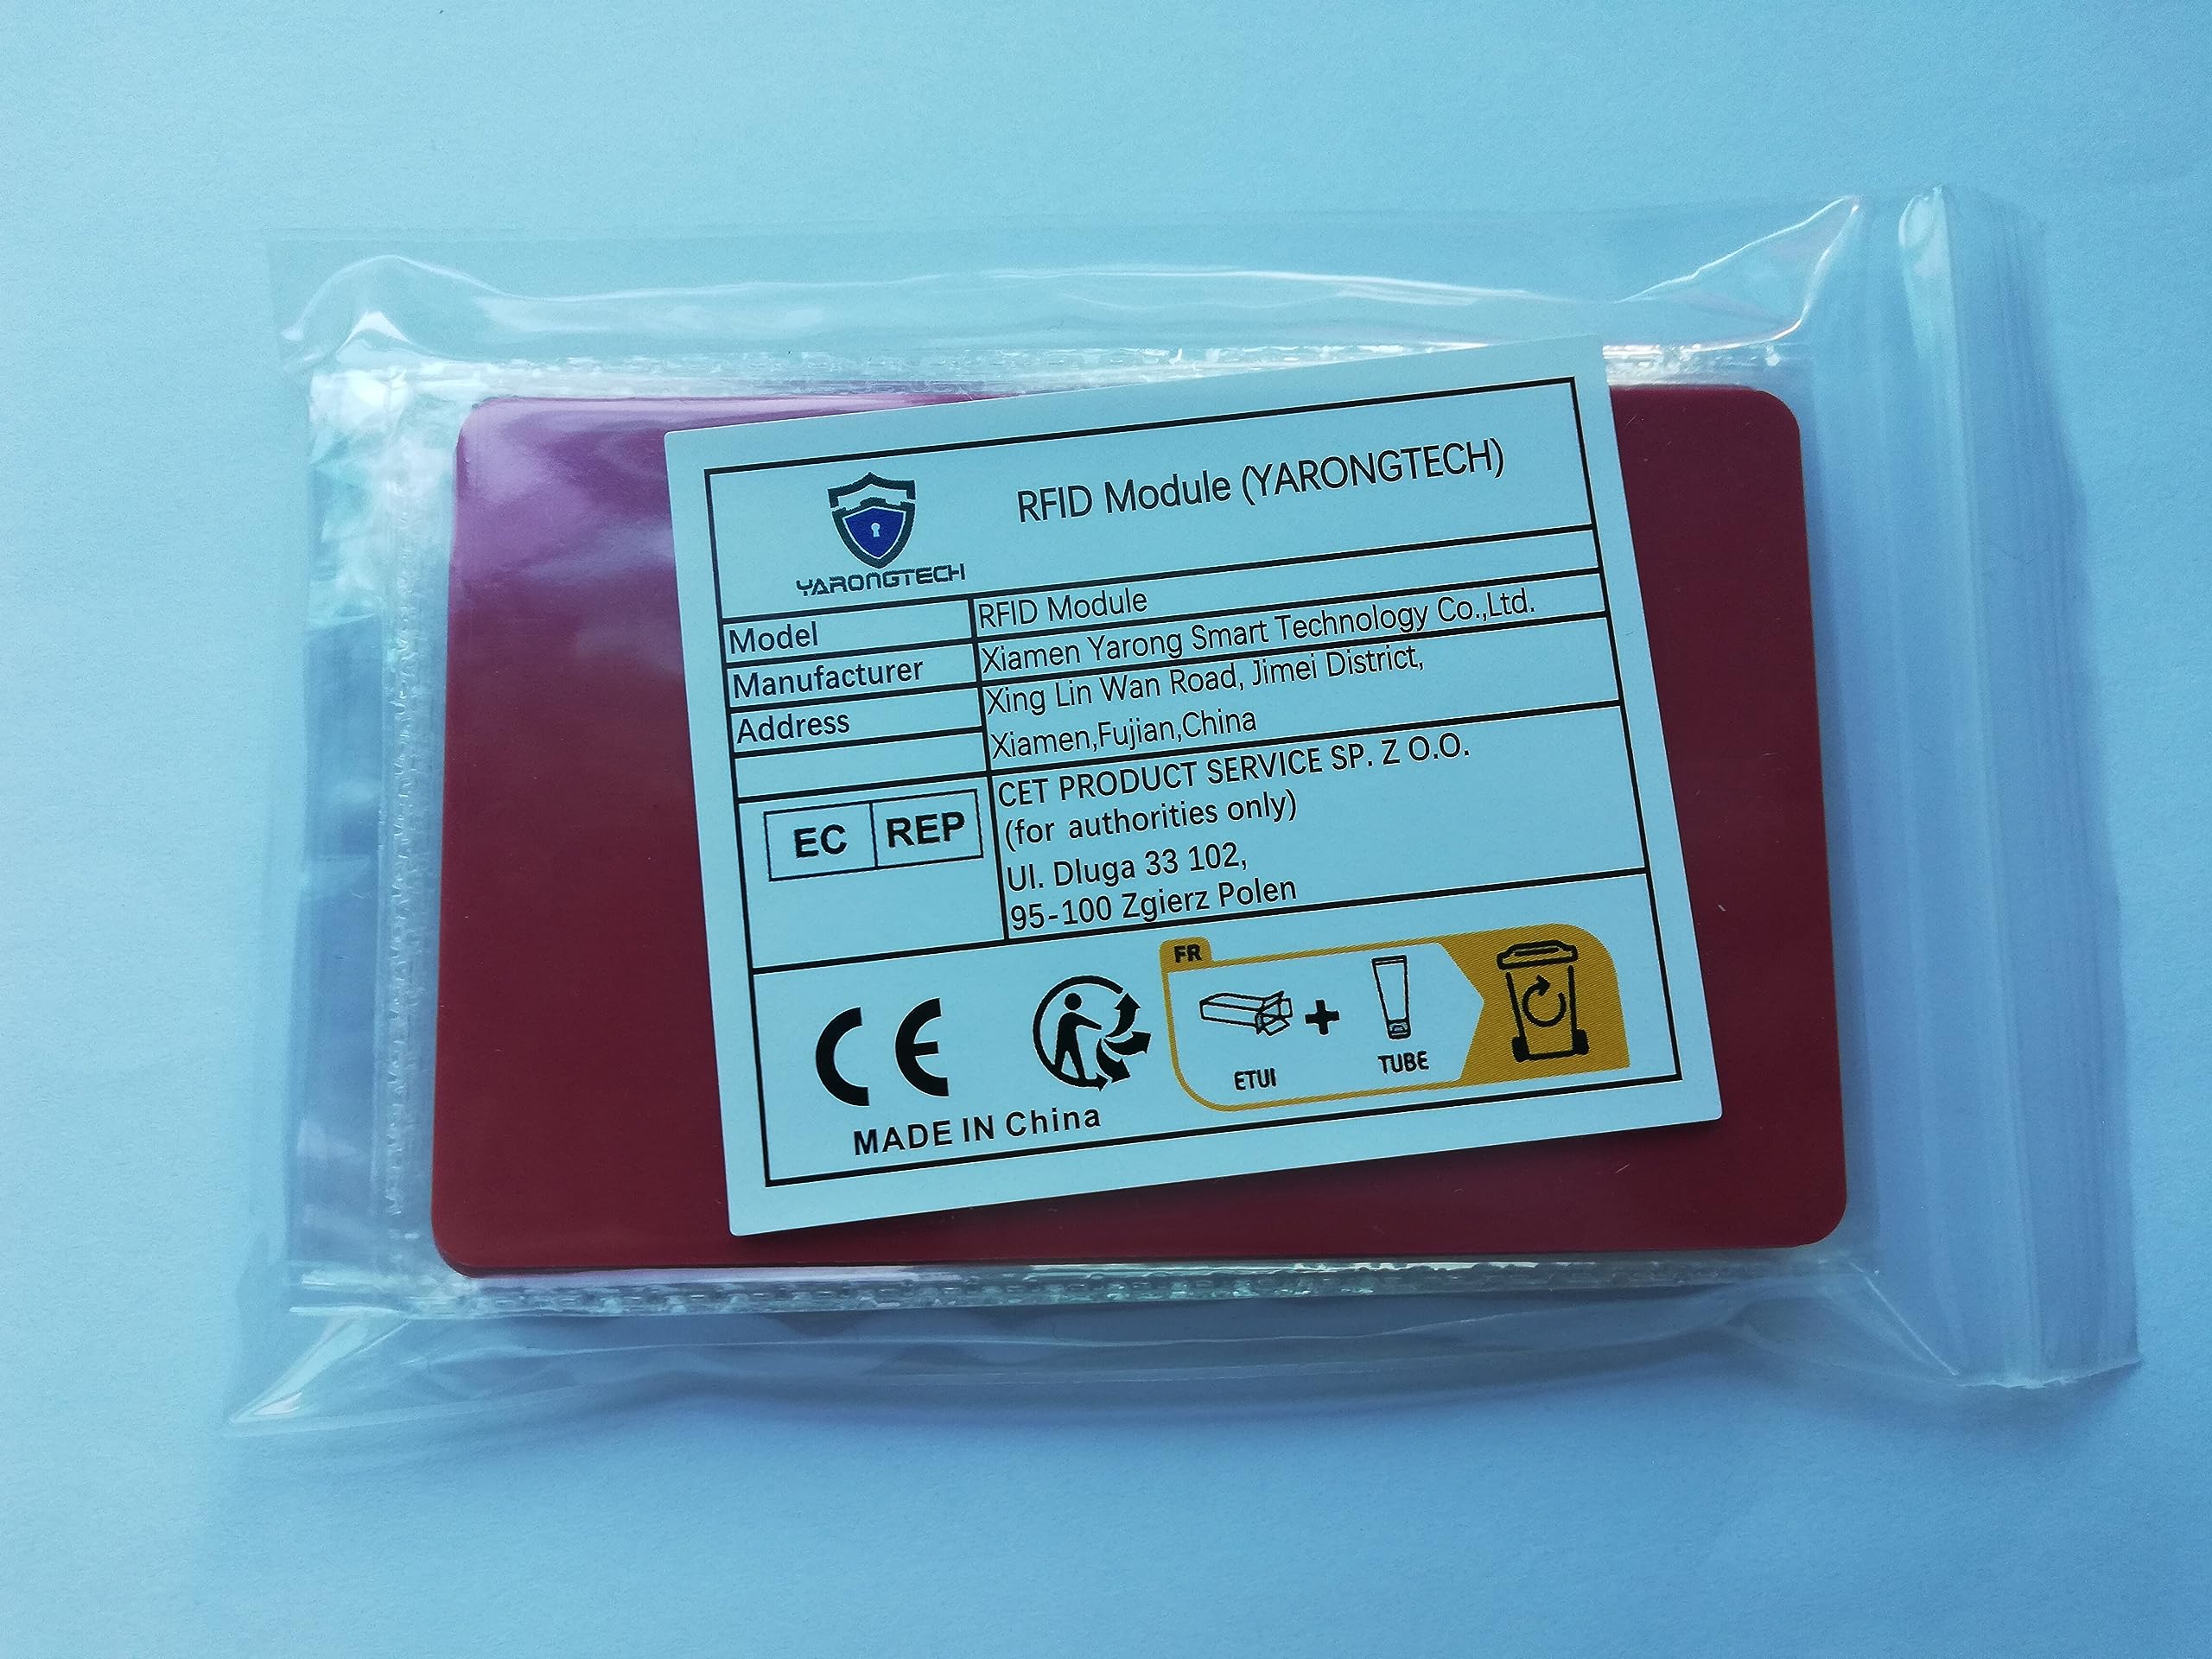 YARONGTECH
RFID Module (YARONGTECH)
Model
RFID Module
Manufacturer
Xiamen Yarong Smart Technology Co.,Ltd.
Address
Xing Lin Wan Road, Jimei District,
Xiamen,Fujian,China
EC REP
CET PRODUCT SERVICE SP. Z O.O.
(for authorities only)
Ul. Dluga 33 102,
95-100 Zgierz Polen
CE
MADE IN China
FR
ETUI
+
TUBE